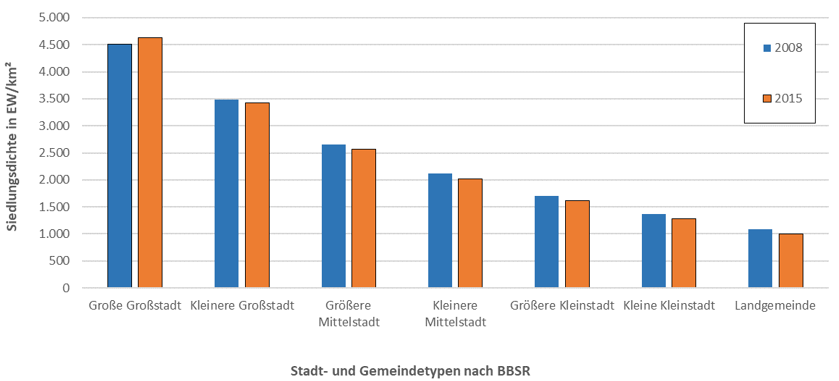 Siedlungsdichte in EW/km²
5.000
4.500
4.000
3.500
3.000
2.500
2.000
1.500
1.000
500
0
2008
2015
Große Großstadt
Kleinere Großstadt
Größere
Mittelstadt
Kleinere
Mittelstadt
Größere Kleinstadt
Kleine Kleinstadt
Landgemeinde
Stadt- und Gemeindetypen nach BBSR